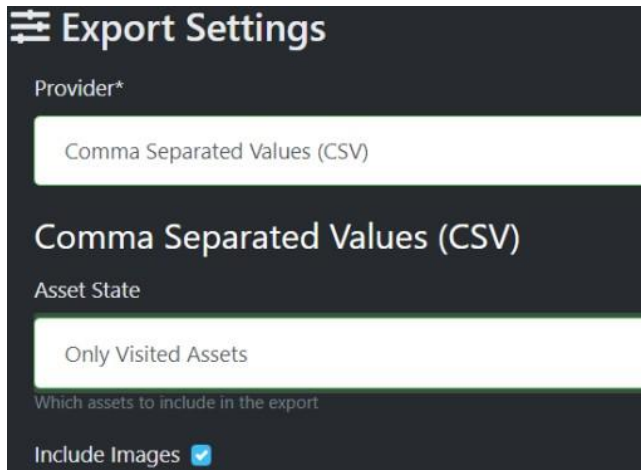 Export Settings
Provider*
Comma Separated Values (CSV)
Comma Separated Values (CSV)
Asset State
Only Visited Assets
Which assets to include in the export
Include Images